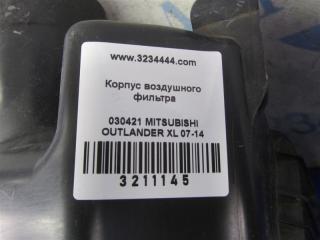 www.3234444.com
Корпус воздушного
фильтра
030421 MITSUBISHI
OUTLANDER XL 07-14
3211145